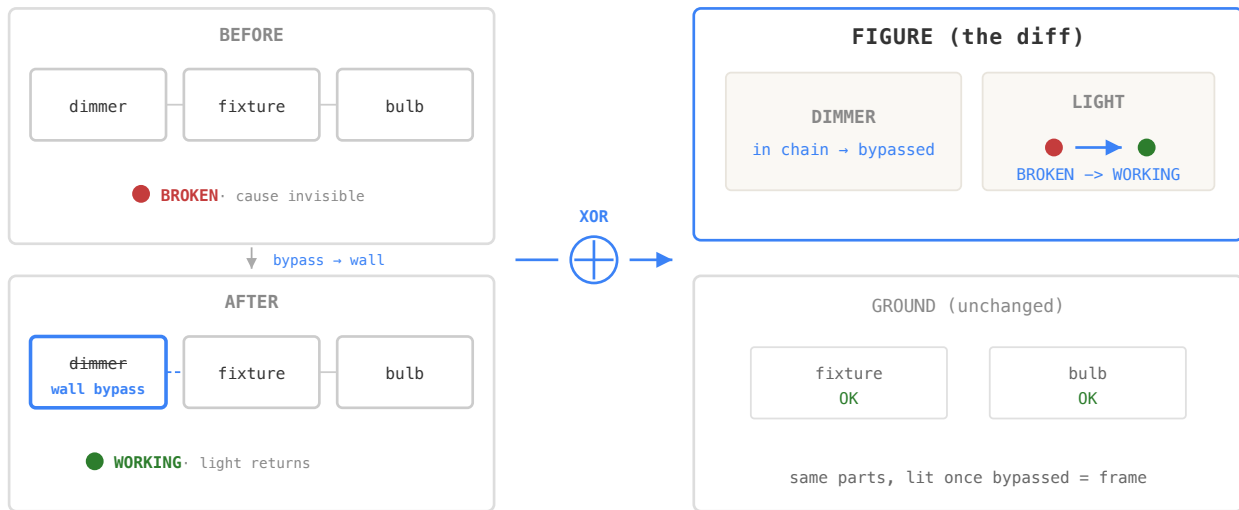 BEFORE
dimmer
fixture
bulb
BROKEN· cause invisible
bypass → wall
AFTER
dimmer
wall bypass
fixture
bulb
WORKING· light returns
XOR
FIGURE (the diff)
DIMMER
in chain → bypassed
LIGHT
BROKEN —> WORKING
GROUND (unchanged)
fixture
OK
bulb
OK
same parts, lit once bypassed = frame